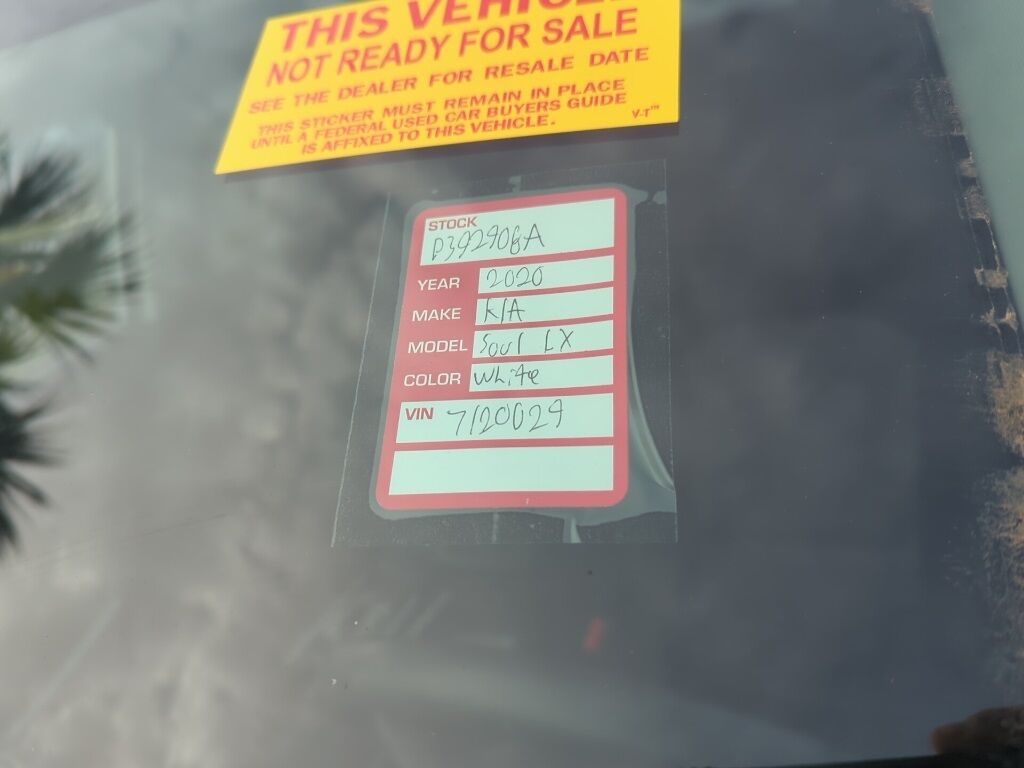 THIS VEHICLE
NOT READY FOR SALE
SEE THE DEALER FOR RESALE DATE
THIS STICKER MUST REMAIN IN PLACE
UNTIL A FEDERAL USED CAR BUYERS GUIDE
IS AFFIXED TO THIS VEHICLE.
V-T™
STOCK
YEAR 2020
MAKE KIA
MODEL Soul LX
COLOR White
VIN 7120029